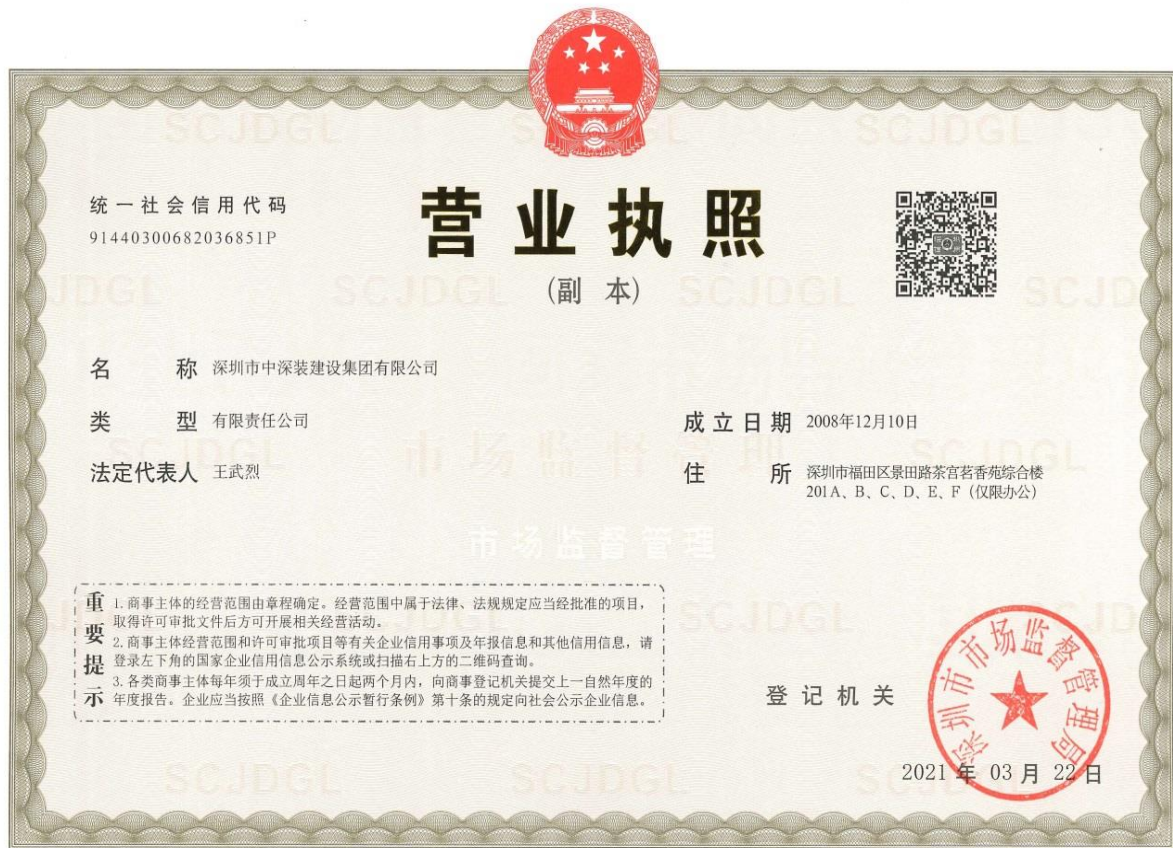 统一社会信用代码
91440300682036851P
营业执照
(副 本)
名 称 深圳市中深装建设集团有限公司
类 型 有限责任公司
法定代表人 王武烈
成立日期 2008年12月10日
住 所 深圳市福田区景田路茶宫茗香苑综合楼
201A、B、C、D、E、F(仅限办公)
SCJDGL
市场监督管理
重要提示
1. 商事主体的经营范围由章程确定。经营范围中属于法律、法规规定应当经批准的项目，
取得许可审批文件后方可开展相关经营活动。
2. 商事主体经营范围和许可审批项目等有关企业信用事项及年报信息和其他信用信息，请
登录左下角的国家企业信用信息公示系统或扫描右上方的二维码查询。
3. 各类商事主体每年须于成立周年之日起两个月内，向商事登记机关提交上一自然年度的
年度报告。企业应当按照《企业信息公示暂行条例》第十条的规定向社会公示企业信息。
登记机关
深圳市市场监督管理局
2021 年 03 月 22 日